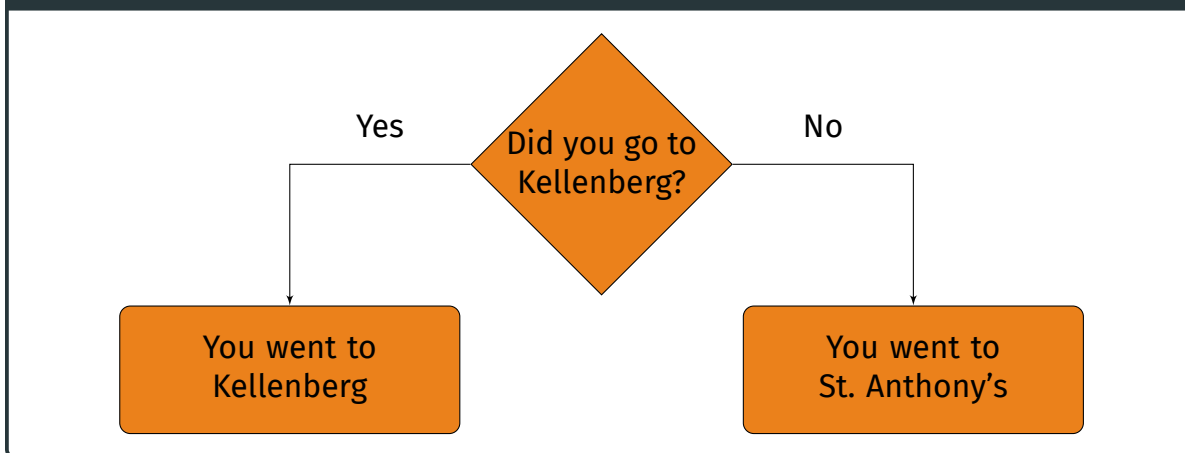 Yes
No
Did you go to
Kellenberg?
You went to
Kellenberg
You went to
St. Anthony’s